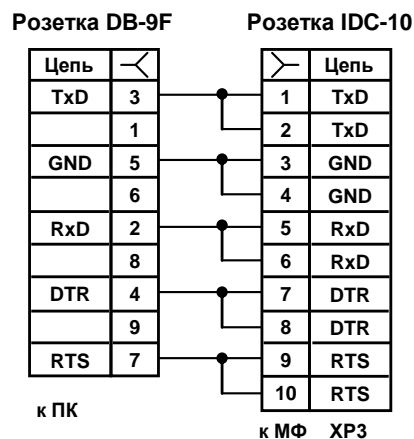 Розетка DB-9F Розетка IDC-10
Цепь Цепь
TxD 3 1 TxD
1 2 TxD
GND 5 3 GND
6 4 GND
RxD 2 5 RxD
8 6 RxD
DTR 4 7 DTR
9 8 DTR
RTS 7 9 RTS
10 RTS
к ПК
к МФ XP3